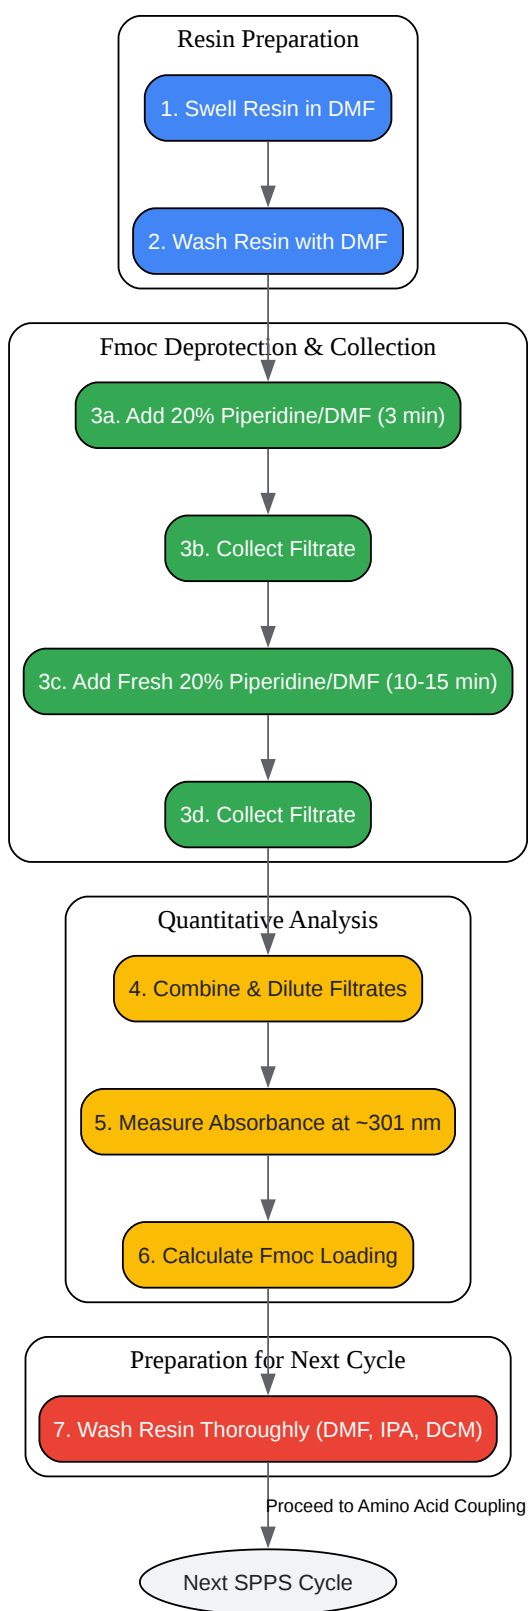 Resin Preparation
1. Swell Resin in DMF
2. Wash Resin with DMF
Fmoc Deprotection & Collection
3a. Add 20% Piperidine/DMF (3 min)
3b. Collect Filtrate
3c. Add Fresh 20% Piperidine/DMF (10-15 min)
3d. Collect Filtrate
Quantitative Analysis
4. Combine & Dilute Filtrates
5. Measure Absorbance at ~301 nm
6. Calculate Fmoc Loading
Preparation for Next Cycle
7. Wash Resin Thoroughly (DMF, IPA, DCM)
Proceed to Amino Acid Coupling
Next SPPS Cycle